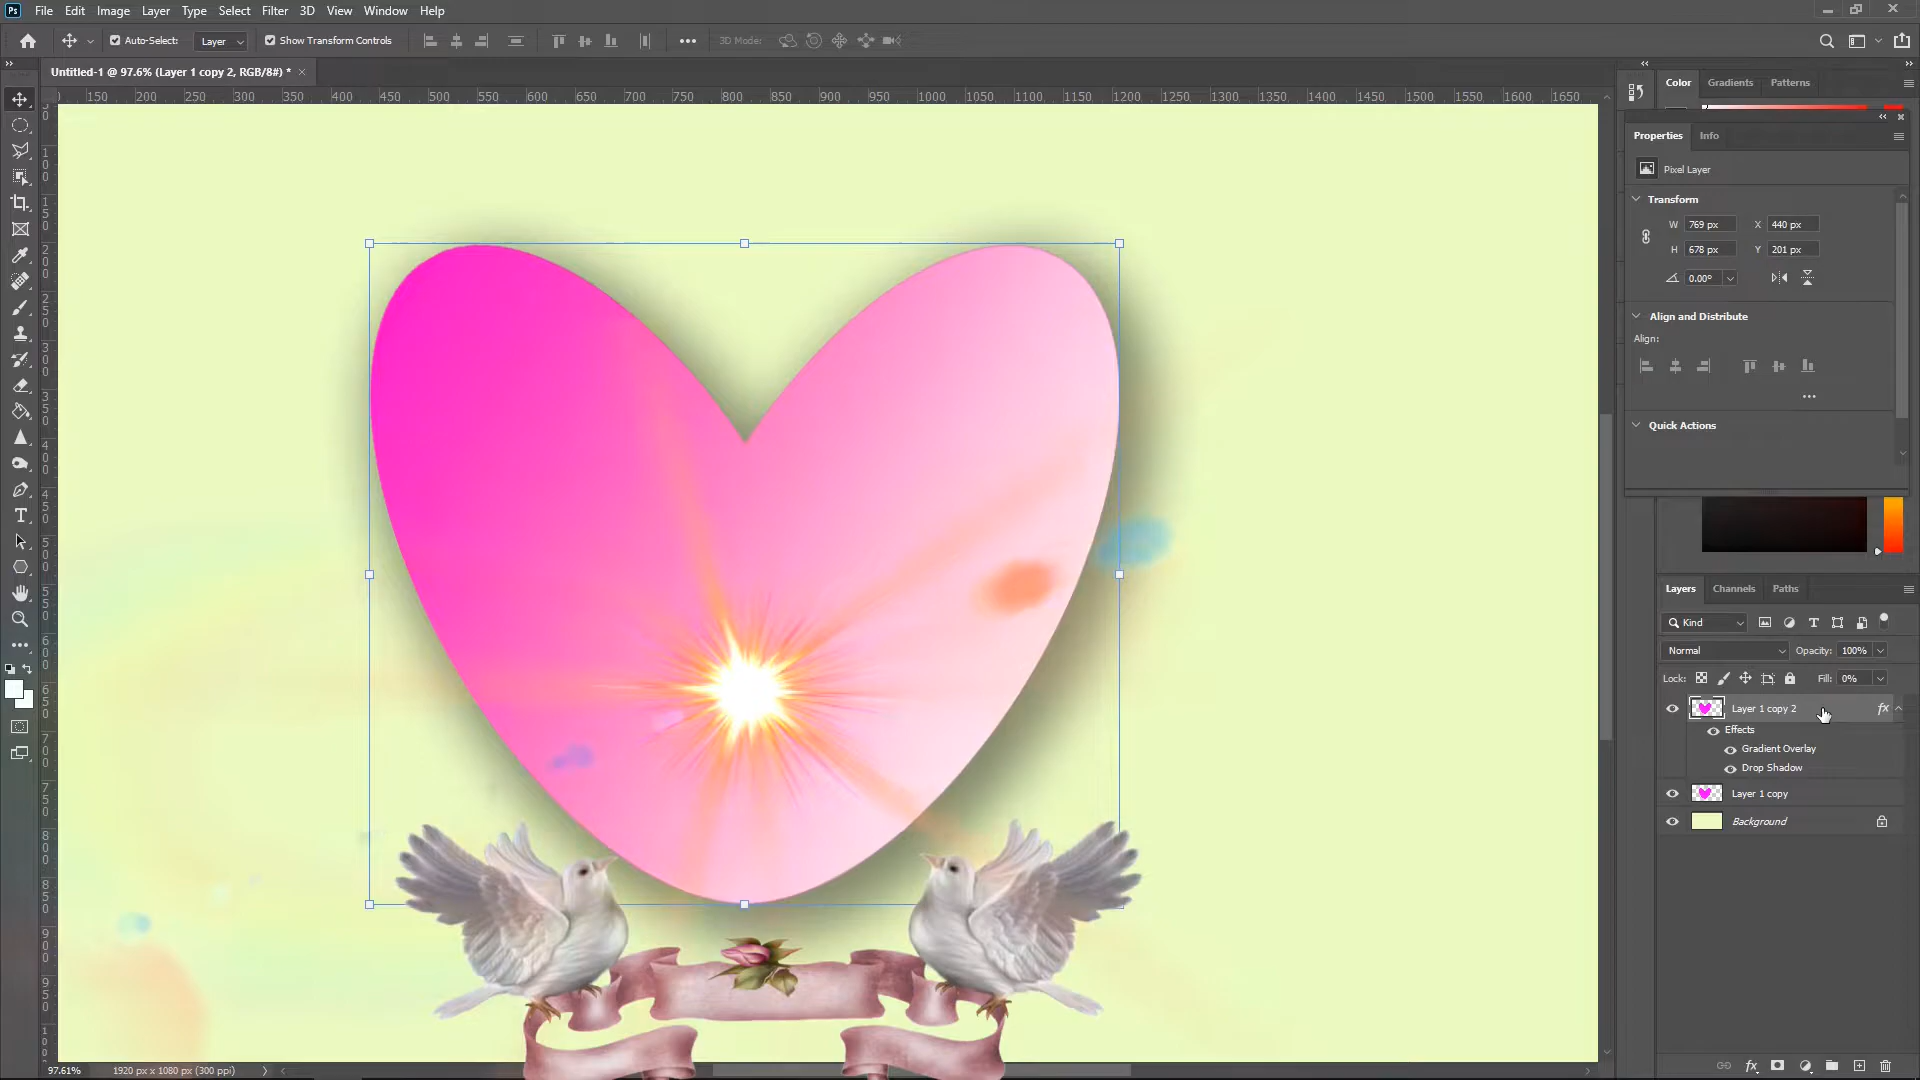 Ps File Edit Image Layer Type Select Filter 3D View Window Help
Auto-Select: Layer Show Transform Controls 3D Mode:
Untitled-1 @ 97.6% (Layer 1 copy 2, RGB/8#) *
150 200 250 300 350 400 450 500 550 600 650 700 750 800 850 900 950 1000 1050 1100 1150 1200 1250 1300 1350 1400 1450 1500 1550 1600 1650
Color Gradients Patterns
Properties Info
Pixel Layer
Transform
W 769 px X 440 px
H 678 px Y 201 px
0.00°
Align and Distribute
Align:
Quick Actions
Layers Channels Paths
Kind
Normal Opacity: 100%
Lock: Fill: 0%
Layer 1 copy 2 fx
Effects
Gradient Overlay
Drop Shadow
Layer 1 copy
Background
97.61% 1920 px x 1080 px (300 ppi)
fx